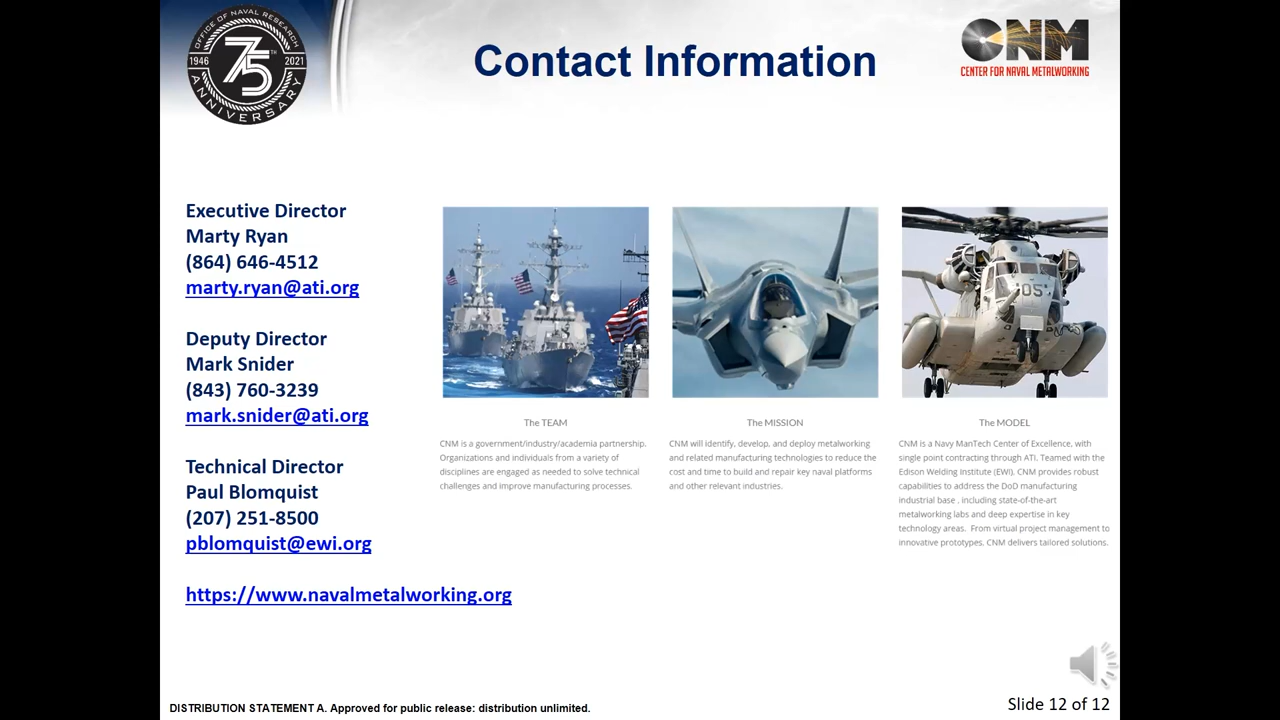 OFFICE OF NAVAL RESEARCH
1946 75TH 2021
ANNIVERSARY
Contact Information
CNM
CENTER FOR NAVAL METALWORKING
Executive Director
Marty Ryan
(864) 646-4512
marty.ryan@ati.org
Deputy Director
Mark Snider
(843) 760-3239
mark.snider@ati.org
Technical Director
Paul Blomquist
(207) 251-8500
pblomquist@ewi.org
https://www.navalmetalworking.org
05
The TEAM
CNM is a government/industry/academia partnership.
Organizations and individuals from a variety of
disciplines are engaged as needed to solve technical
challenges and improve manufacturing processes.
The MISSION
CNM will identify, develop, and deploy metalworking
and related manufacturing technologies to reduce the
cost and time to build and repair key naval platforms
and other relevant industries.
The MODEL
CNM is a Navy ManTech Center of Excellence, with
single point contracting through ATI. Teamed with the
Edison Welding Institute (EWI), CNM provides robust
capabilities to address the DoD manufacturing
industrial base , including state-of-the-art
metalworking labs and deep expertise in key
technology areas. From virtual project management to
innovative prototypes, CNM delivers tailored solutions.
DISTRIBUTION STATEMENT A. Approved for public release: distribution unlimited.
Slide 12 of 12